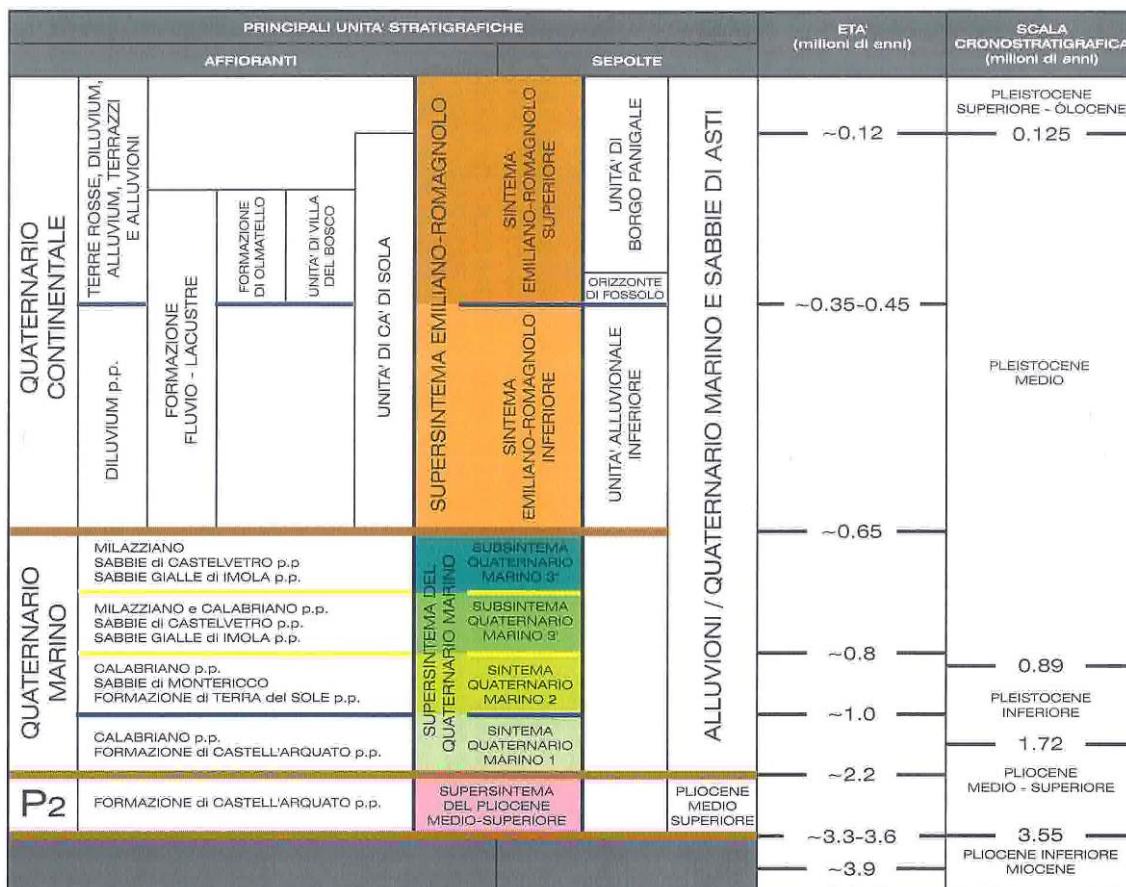 PRINCIPALI UNITA' STRATIGRAFICHE
ETA'
(milioni di anni)
SCALA
CRONOSTRATIGRAFICA
(milioni di anni)
AFFIORANTI
SEPOLTE
QUATERNARIO
CONTINENTALE
TERRE ROSSE, DILUVIUM,
ALLUVIUM, TERRAZZI
E ALLUVIONI
DILUVIUM p.p.
FORMAZIONE
FLUVIO - LACUSTRE
FORMAZIONE
DI OLMATELLO
UNITA' DI VILLA
DEL BOSCO
UNITA' DI CA' DI SOLA
SUPERSINTEMA EMILIANO-ROMAGNOLO
SINTEMA
EMILIANO-ROMAGNOLO
SUPERIORE
SINTEMA
EMILIANO-ROMAGNOLO
INFERIORE
UNITA' DI
BORGO PANIGALE
ORIZZONTE
DI FOSSOLO
UNITA' ALLUVIONALE
INFERIORE
ALLUVIONI / QUATERNARIO MARINO E SABBIE DI ASTI
QUATERNARIO
MARINO
MILAZZIANO
SABBIE di CASTELVETRO p.p
SABBIE GIALLE di IMOLA p.p.
MILAZZIANO e CALABRIANO p.p.
SABBIE di CASTELVETRO p.p.
SABBIE GIALLE di IMOLA p.p.
CALABRIANO p.p.
SABBIE di MONTERICCO
FORMAZIONE di TERRA del SOLE p.p.
CALABRIANO p.p.
FORMAZIONE di CASTELL'ARQUATO p.p.
SUPERSINTEMA DEL
QUATERNARIO MARINO
SUBSINTEMA
QUATERNARIO
MARINO 3"
SUBSINTEMA
QUATERNARIO
MARINO 3'
SINTEMA
QUATERNARIO
MARINO 2
SINTEMA
QUATERNARIO
MARINO 1
P2
FORMAZIONE di CASTELL'ARQUATO p.p.
SUPERSINTEMA
DEL PLIOCENE
MEDIO-SUPERIORE
PLIOCENE
MEDIO
SUPERIORE
~0.12
~0.35-0.45
~0.65
~0.8
~1.0
~2.2
~3.3-3.6
~3.9
PLEISTOCENE
SUPERIORE - OLOCENE
0.125
PLEISTOCENE
MEDIO
0.89
PLEISTOCENE
INFERIORE
1.72
PLIOCENE
MEDIO - SUPERIORE
3.55
PLIOCENE INFERIORE
MIOCENE